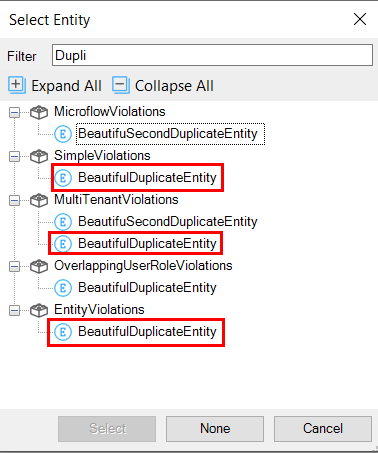 Select Entity
Filter Dupli
Expand All Collapse All
MicroflowViolations
E BeautifuSecondDuplicateEntity
SimpleViolations
E BeautifulDuplicateEntity
MultiTenantViolations
E BeautifuSecondDuplicateEntity
E BeautifulDuplicateEntity
OverlappingUserRoleViolations
E BeautifulDuplicateEntity
EntityViolations
E BeautifulDuplicateEntity
Select None Cancel